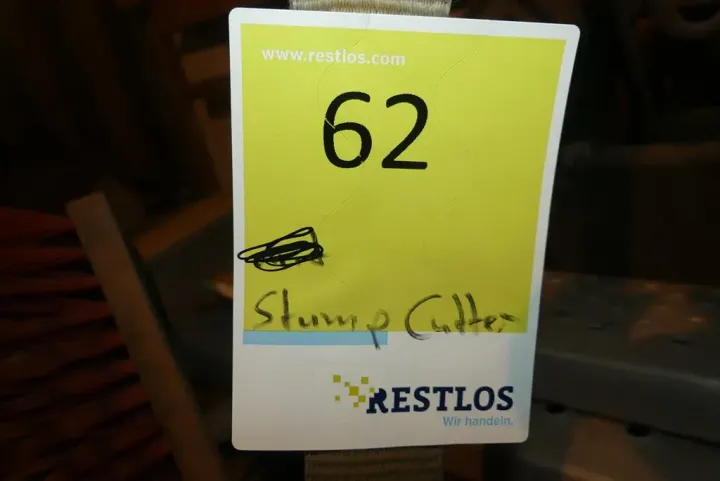 www.restlos.com
62
Stump Cutter
RESTLOS
Wir handeln.